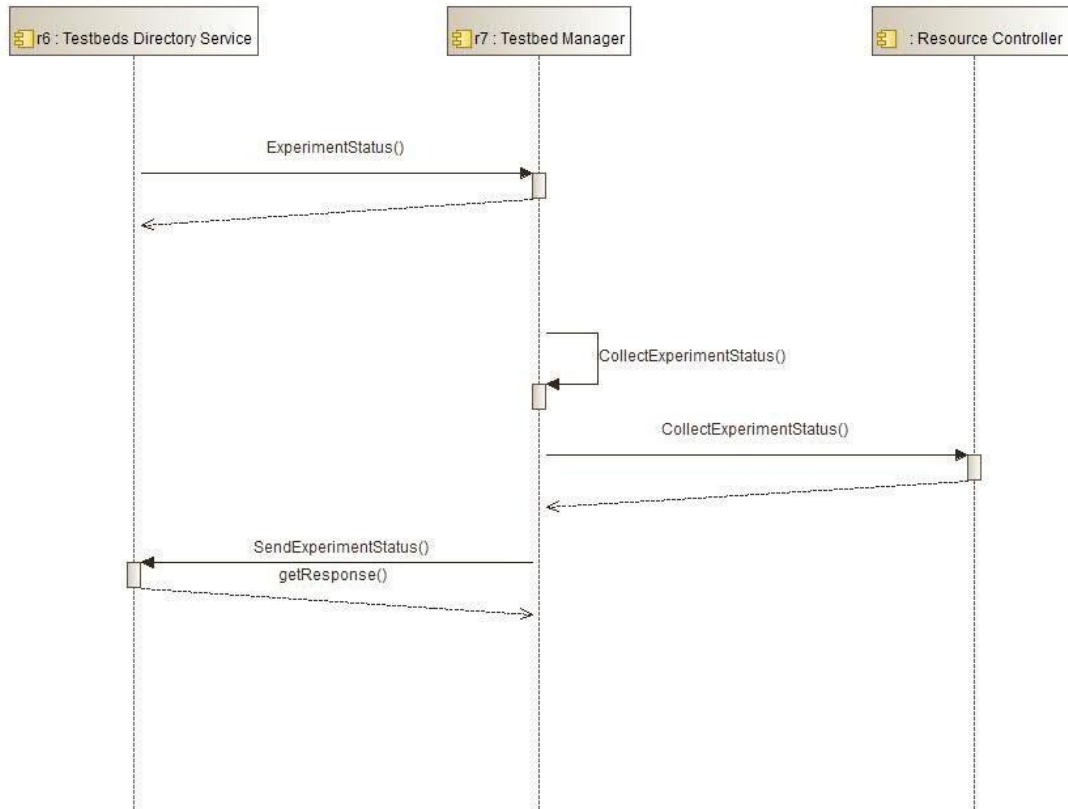 r6 : Testbeds Directory Service
r7 : Testbed Manager
: Resource Controller
ExperimentStatus()
CollectExperimentStatus()
CollectExperimentStatus()
SendExperimentStatus()
getResponse()